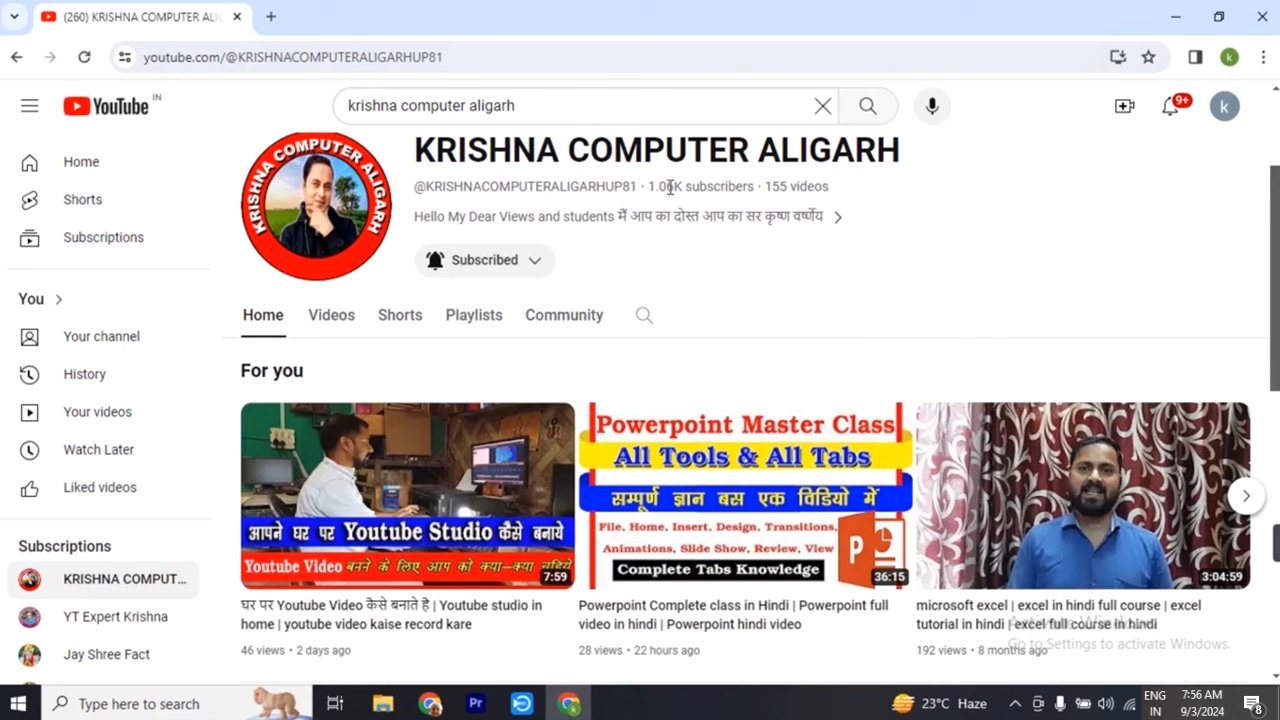 (260) KRISHNA COMPUTER ALI
youtube.com/@KRISHNACOMPUTERALIGARHUP81
k
YouTube IN
krishna computer aligarh
9+
k
Home
Shorts
Subscriptions
You
Your channel
History
Your videos
Watch Later
Liked videos
Subscriptions
KRISHNA COMPUT...
YT Expert Krishna
Jay Shree Fact
KRISHNA COMPUTER ALIGARH
KRISHNA COMPUTER ALIGARH
@KRISHNACOMPUTERALIGARHUP81 · subscribers · 155 videos
Hello My Dear Views and students मैं आप का दोस्त आप का सर कृष्ण वर्ष्णेय
Subscribed
Home Videos Shorts Playlists Community
For you
आपने घर पर Youtube Studio कैसे बनाये
Youtube Video बनने के लिए आप को क्या-क्या चहिये
7:59
घर पर Youtube Video कैसे बनाते है | Youtube studio in
home | youtube video kaise record kare
46 views · 2 days ago
Powerpoint Master Class
All Tools & All Tabs
सम्पूर्ण ज्ञान बस एक विडियो में
File, Home, Insert, Design, Transitions,
Animations, Slide Show, Review, View
Complete Tabs Knowledge
P
36:15
Powerpoint Complete class in Hindi | Powerpoint full
video in hindi | Powerpoint hindi video
28 views · 22 hours ago
3:04:59
microsoft excel | excel in hindi full course | excel
tutorial in hindi | excel full course in hindi
192 views · 8 months ago
Activate Windows
Go to Settings to activate Windows.
Type here to search
Pr
23°C Haze
ENG
IN
7:56 AM
9/3/2024
8